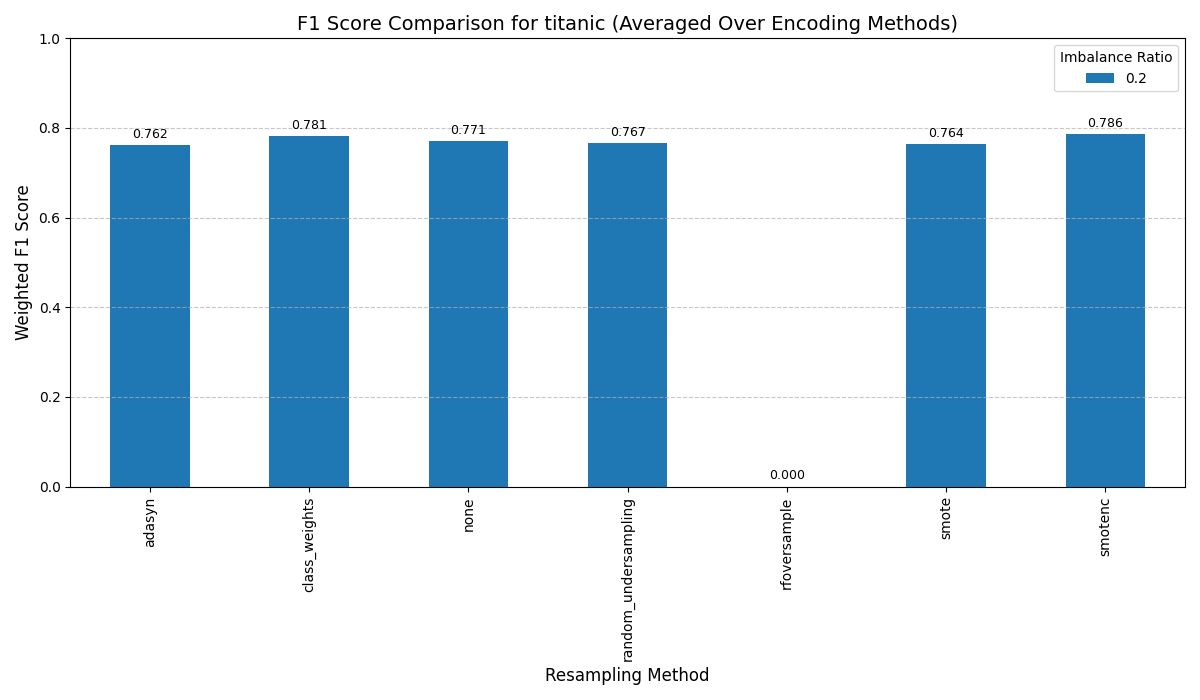 F1 Score Comparison for titanic (Averaged Over Encoding Methods)
Weighted F1 Score
1.0
0.8
0.6
0.4
0.2
0.0
Imbalance Ratio
0.2
0.762
0.781
0.771
0.767
0.000
0.764
0.786
adasyn
class_weights
none
random_undersampling
rfoversample
smote
smotenc
Resampling Method